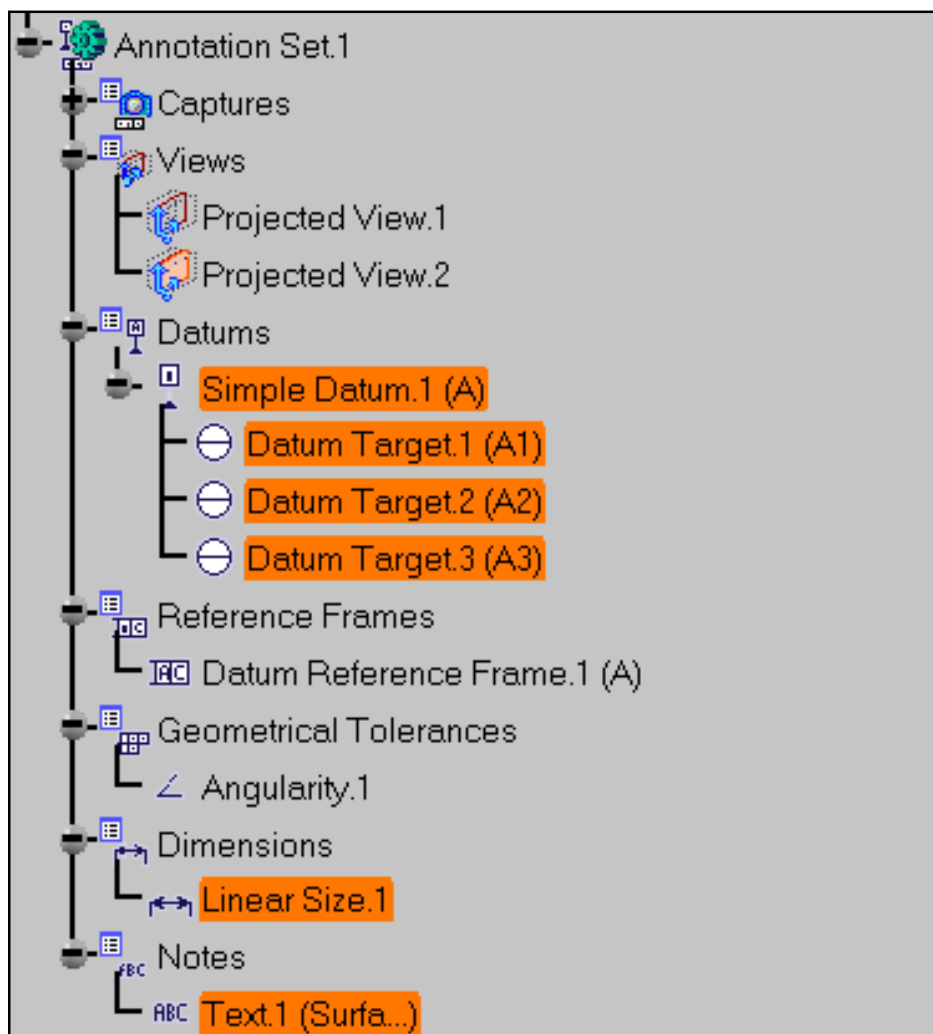 Annotation Set.1
Captures
Views
Projected View.1
Projected View.2
Datums
Simple Datum.1 (A)
Datum Target.1 (A1)
Datum Target.2 (A2)
Datum Target.3 (A3)
Reference Frames
Datum Reference Frame.1 (A)
Geometrical Tolerances
Angularity.1
Dimensions
Linear Size.1
Notes
ABC Text.1 (Surfa...)